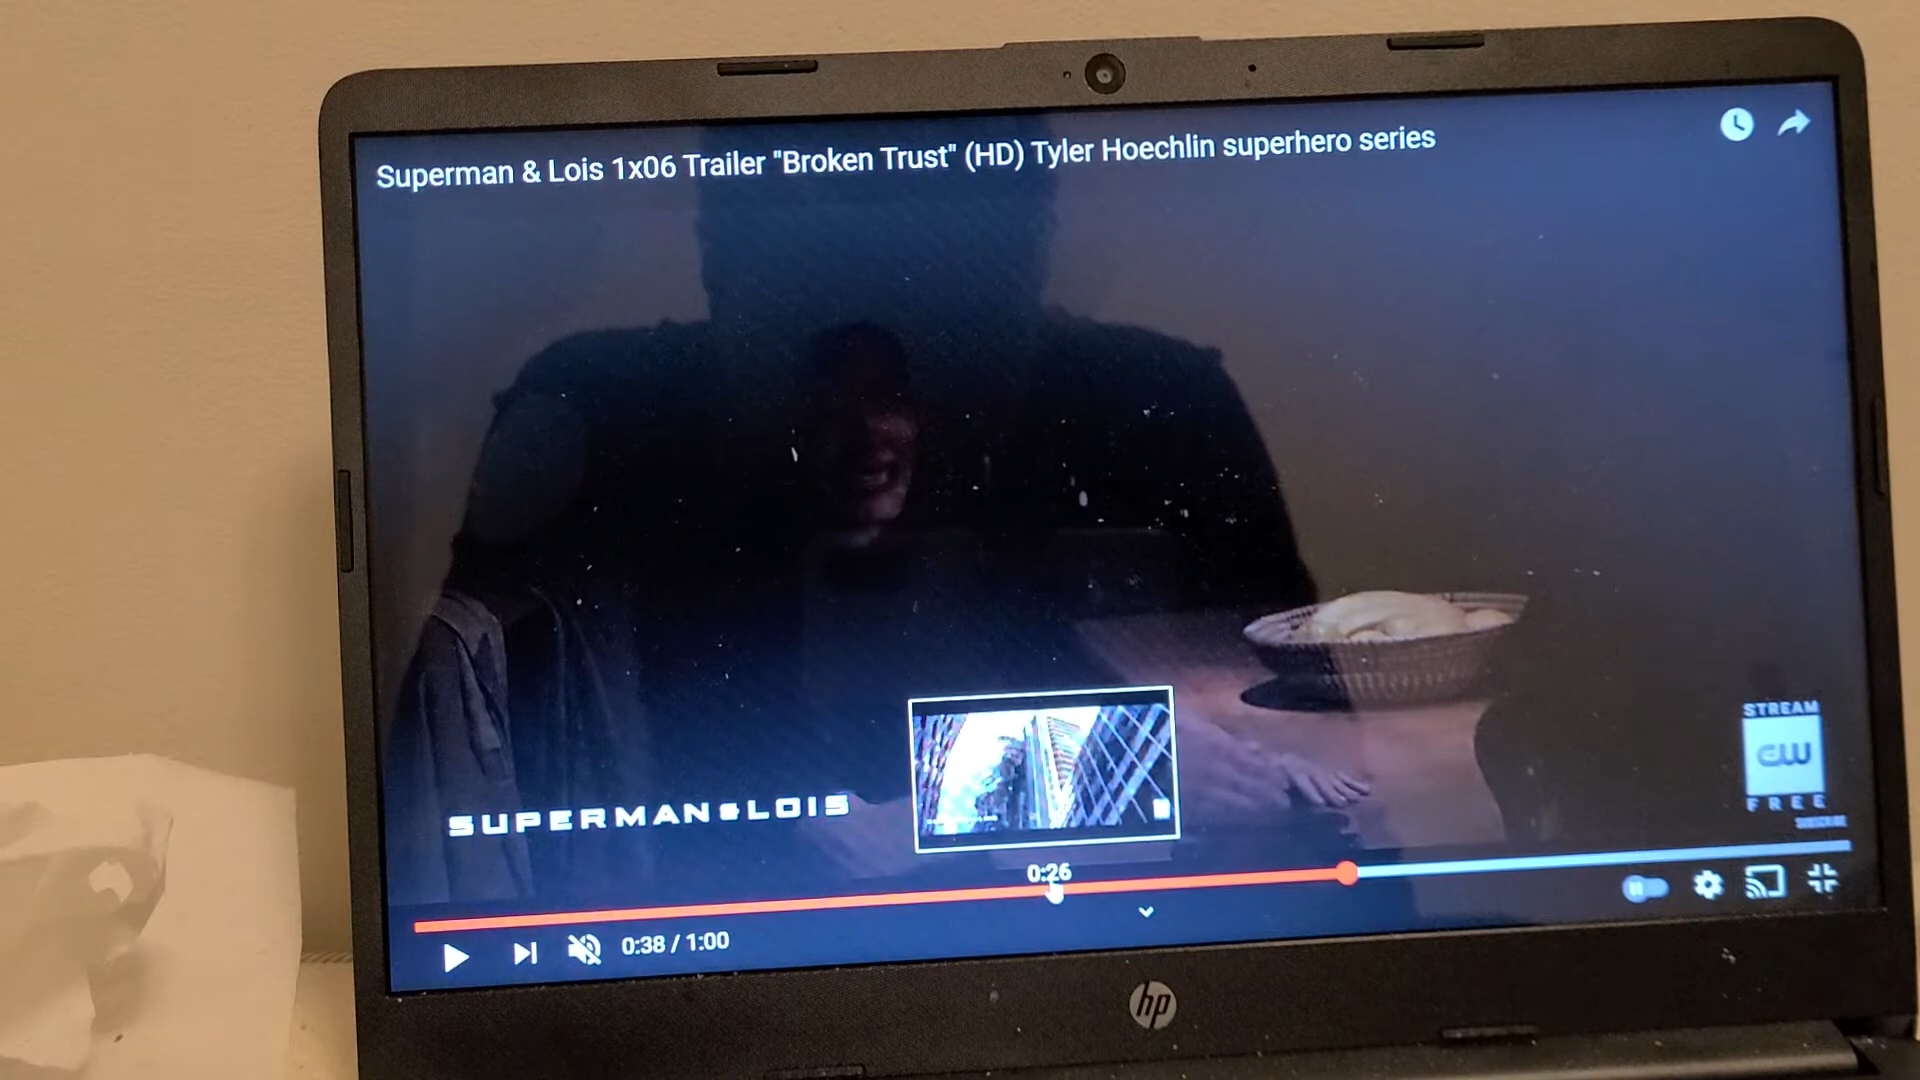 Superman & Lois 1x06 Trailer "Broken Trust" (HD) Tyler Hoechlin superhero series
STREAM
CW
FREE
SUBSCRIBE
SUPERMAN & LOIS
0:26
0:38 / 1:00
hp